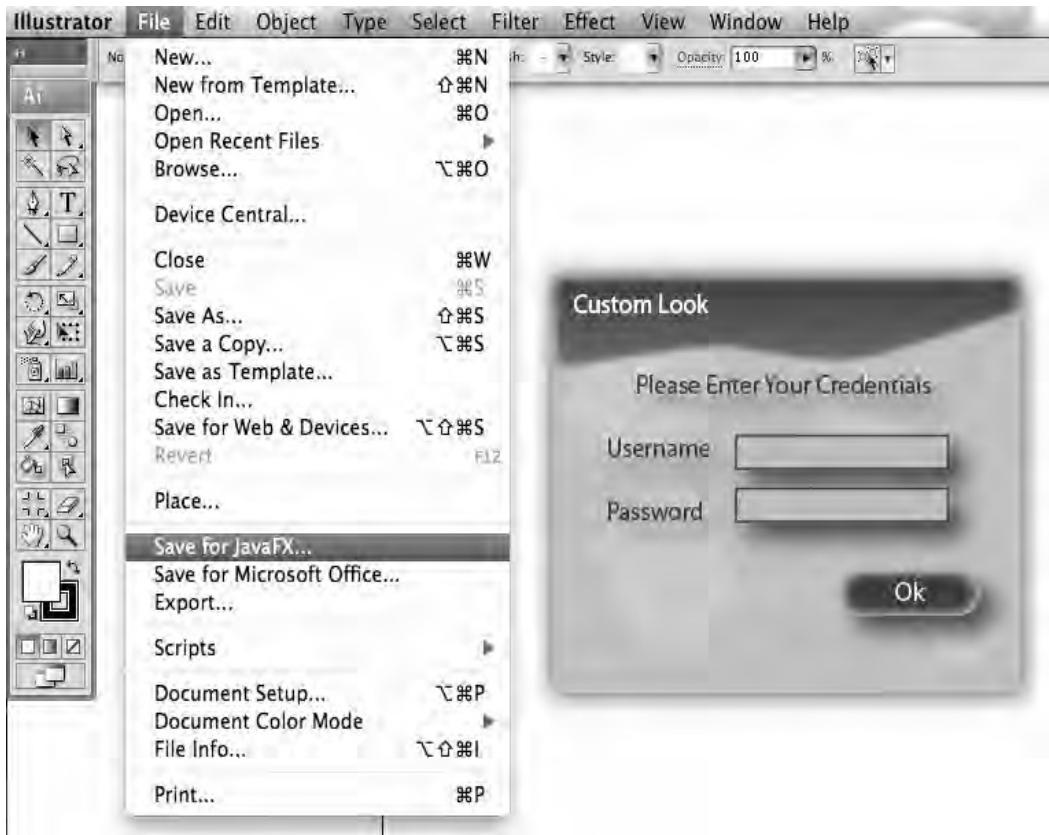 Illustrator File Edit Object Type Select Filter Effect View Window Help
No
sh: - Style: Opacity: 100 %
Ai
T
New... ⌘N
New from Template... ⇧⌘N
Open... ⌘O
Open Recent Files
Browse... ⌥⌘O
Device Central...
Close ⌘W
Save ⌘S
Save As... ⇧⌘S
Save a Copy... ⌥⌘S
Save as Template...
Check In...
Save for Web & Devices... ⌥⇧⌘S
Revert F12
Place...
Save for JavaFX...
Save for Microsoft Office...
Export...
Scripts
Document Setup... ⌥⌘P
Document Color Mode
File Info... ⌥⇧⌘I
Print... ⌘P
Custom Look
Please Enter Your Credentials
Username
Password
Ok